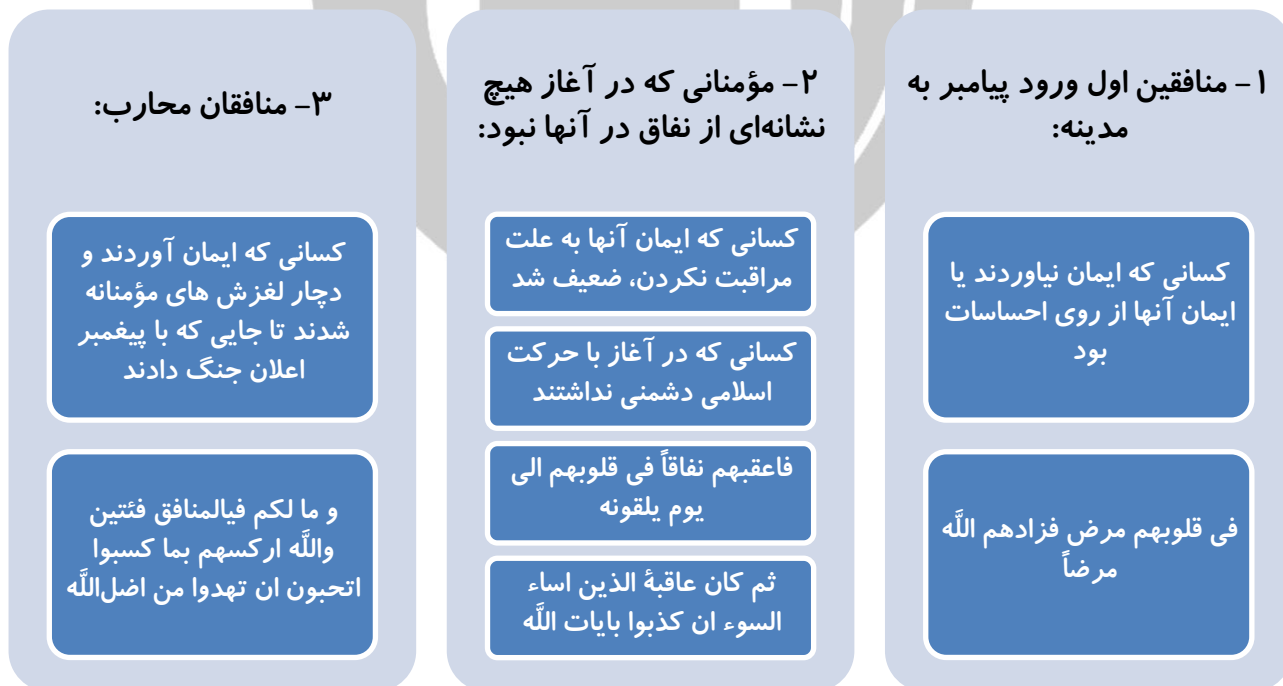 ۱- منافقین اول ورود پیامبر به
مدینه:
کسانی که ایمان نیاوردند یا
ایمان آنها از روی احساسات
بود
فی قلوبهم مرض فزادهم اللَّه
مرضاً
۲- مؤمنانی که در آغاز هیچ
نشانه‌ای از نفاق در آنها نبود:
کسانی که ایمان آنها به علت
مراقبت نکردن، ضعیف شد
کسانی که در آغاز با حرکت
اسلامی دشمنی نداشتند
فاعقبهم نفاقاً فی قلوبهم الی
یوم یلقونه
ثم کان عاقبۀ الذین اساء
السوء ان کذبوا بایات اللَّه
۳- منافقان محارب:
کسانی که ایمان آوردند و
دچار لغزش های مؤمنانه
شدند تا جایی که با پیغمبر
اعلان جنگ دادند
و ما لکم فیالمنافق فئتین
واللَّه ارکسهم بما کسبوا
اتحبون ان تهدوا من اضل‌اللَّه